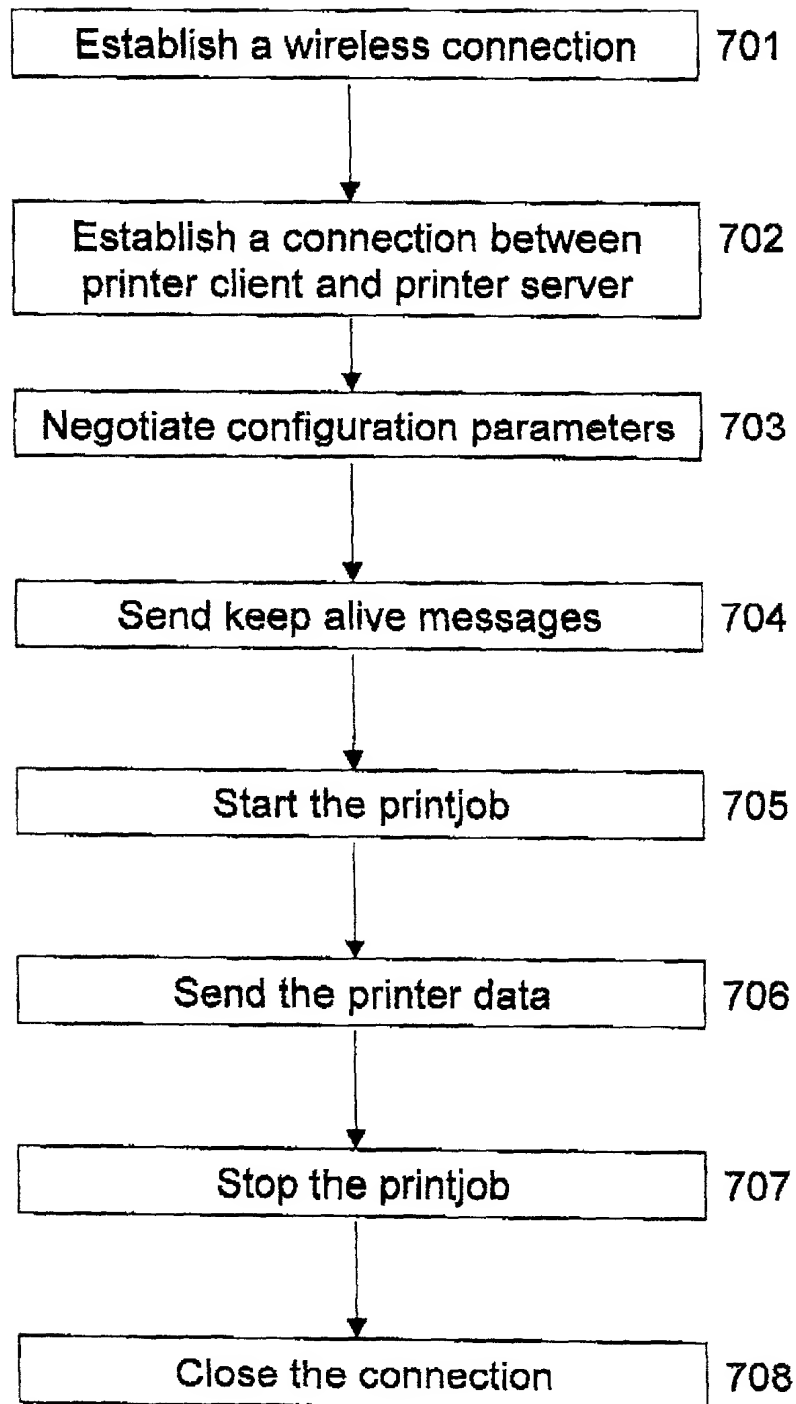 Establish a wireless connection 701
Establish a connection between 702
printer client and printer server
Negotiate configuration parameters 703
Send keep alive messages 704
Start the printjob 705
Send the printer data 706
Stop the printjob 707
Close the connection 708